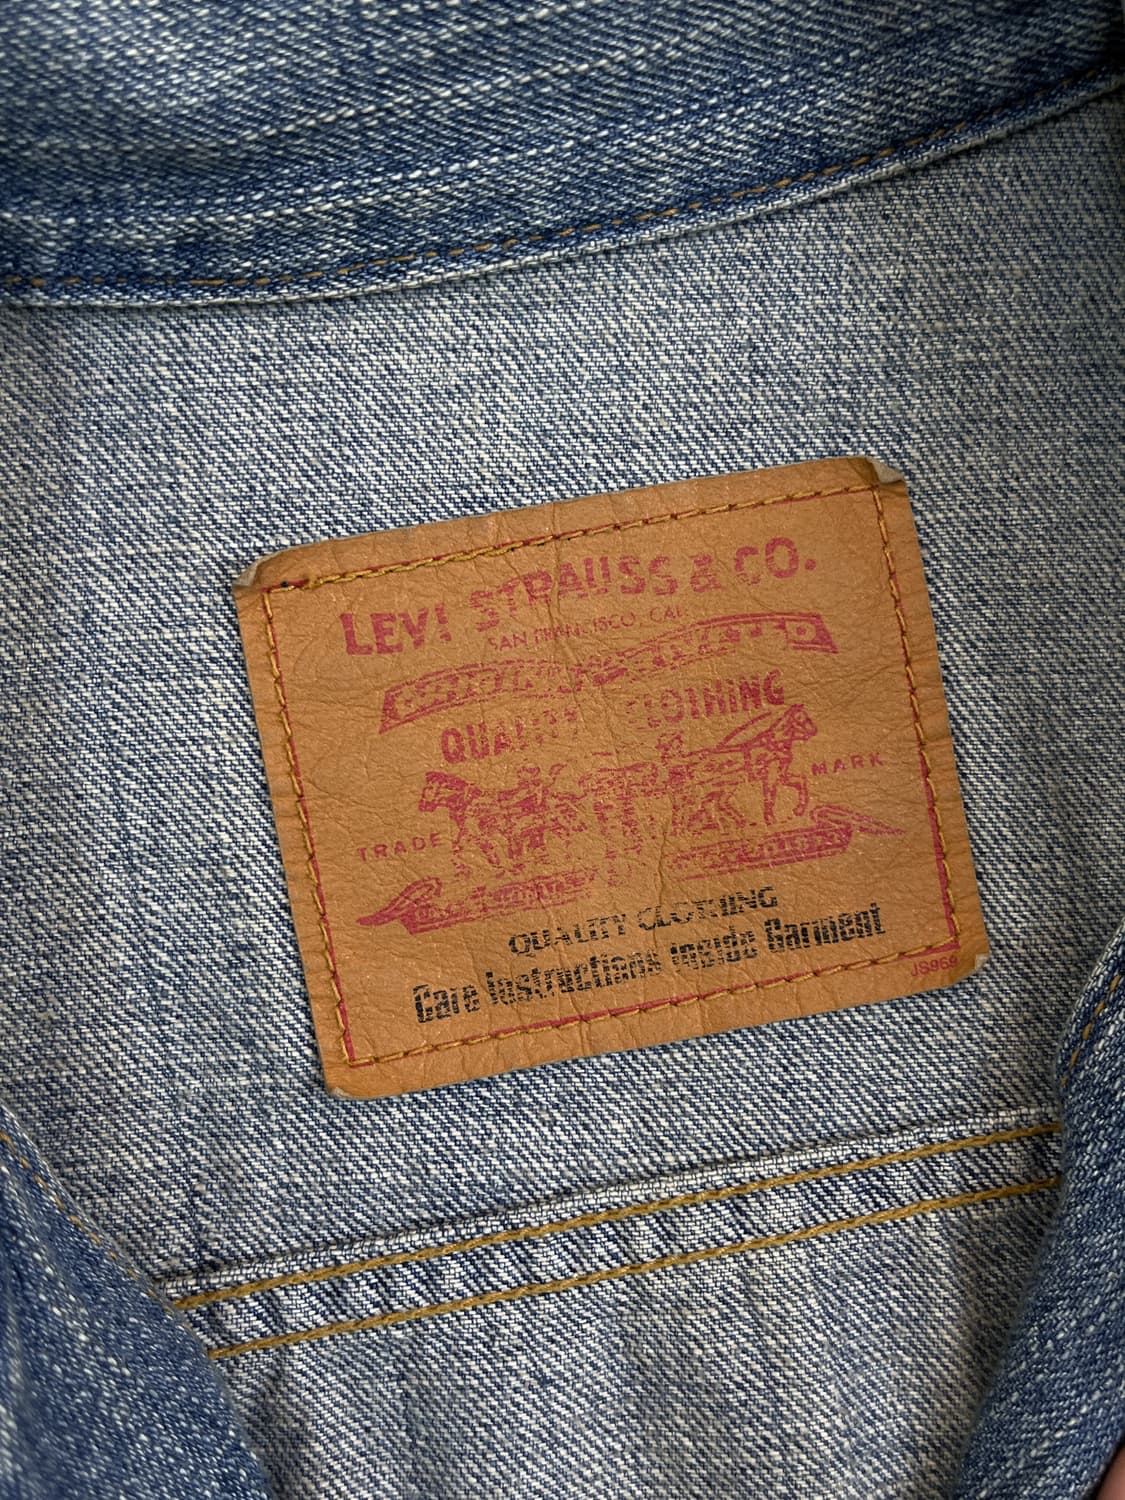 LEVI STRAUSS & CO.
SAN FRANCISCO, CAL.
QUALITY CLOTHING
TRADE MARK
QUALITY CLOTHING
Care Instructions inside Garment
JS969